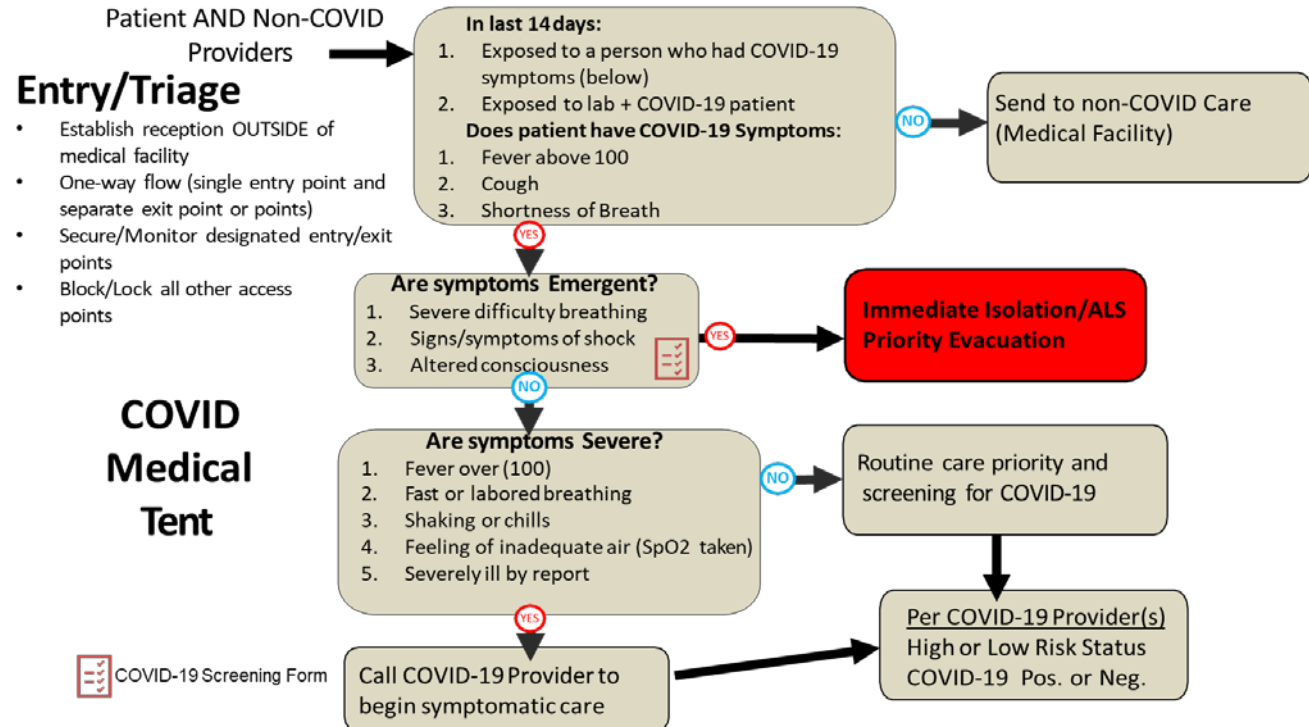 Patient AND Non-COVID
Providers
Entry/Triage
• Establish reception OUTSIDE of
medical facility
• One-way flow (single entry point and
separate exit point or points)
• Secure/Monitor designated entry/exit
points
• Block/Lock all other access
points
In last 14 days:
1. Exposed to a person who had COVID-19
symptoms (below)
2. Exposed to lab + COVID-19 patient
Does patient have COVID-19 Symptoms:
1. Fever above 100
2. Cough
3. Shortness of Breath
NO
Send to non-COVID Care
(Medical Facility)
YES
Are symptoms Emergent?
1. Severe difficulty breathing
2. Signs/symptoms of shock
3. Altered consciousness
YES
Immediate Isolation/ALS
Priority Evacuation
NO
COVID
Medical
Tent
Are symptoms Severe?
1. Fever over (100)
2. Fast or labored breathing
3. Shaking or chills
4. Feeling of inadequate air (SpO2 taken)
5. Severely ill by report
NO
Routine care priority and
screening for COVID-19
YES
Call COVID-19 Provider to
begin symptomatic care
Per COVID-19 Provider(s)
High or Low Risk Status
COVID-19 Pos. or Neg.
COVID-19 Screening Form